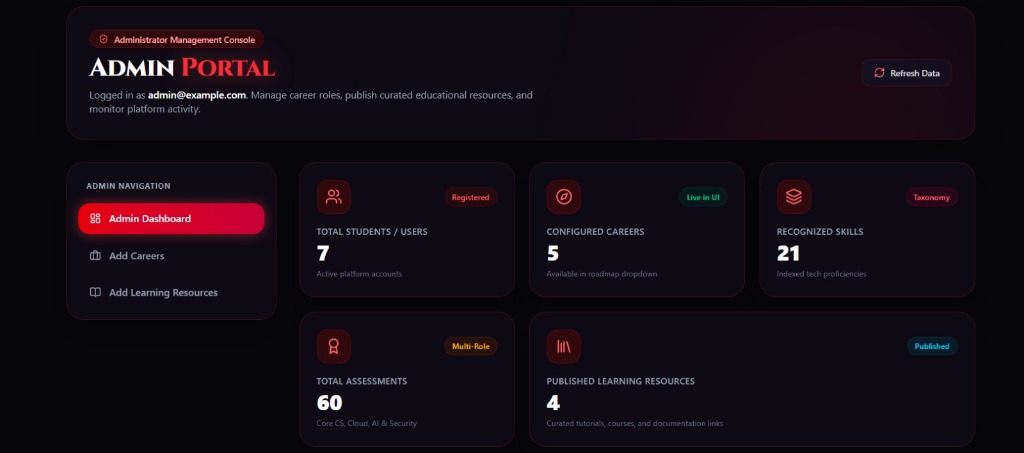 Administrator Management Console
ADMIN PORTAL
Logged in as admin@example.com. Manage career roles, publish curated educational resources, and
monitor platform activity.
Refresh Data
ADMIN NAVIGATION
Admin Dashboard
Add Careers
Add Learning Resources
Registered
TOTAL STUDENTS / USERS
7
Active platform accounts
Live in UI
CONFIGURED CAREERS
5
Available in roadmap dropdown
Taxonomy
RECOGNIZED SKILLS
21
Indexed tech proficiencies
Multi-Role
TOTAL ASSESSMENTS
60
Core CS, Cloud, AI & Security
Published
PUBLISHED LEARNING RESOURCES
4
Curated tutorials, courses, and documentation links